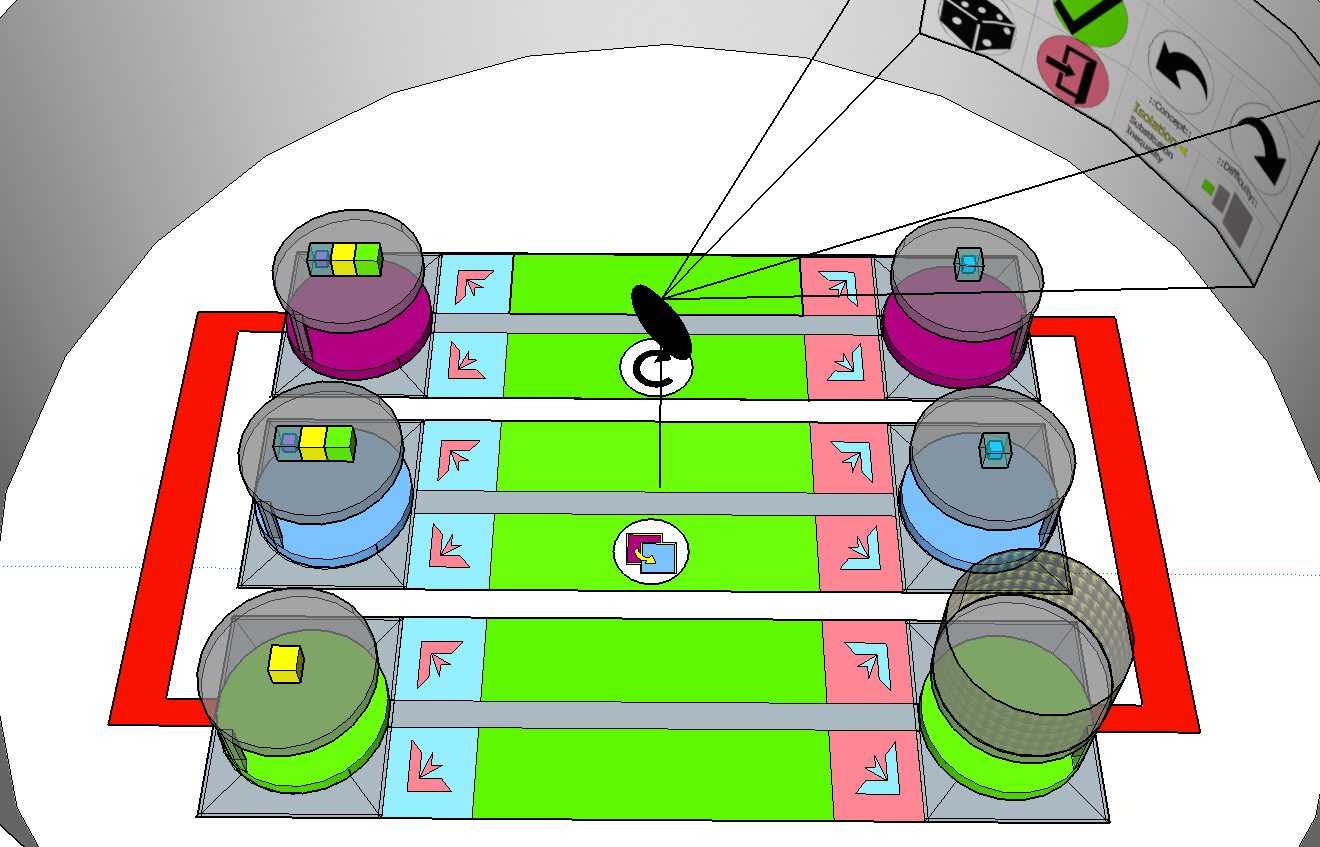 ::Concept::
Isolation
Substitution
Inequality
::Difficulty::